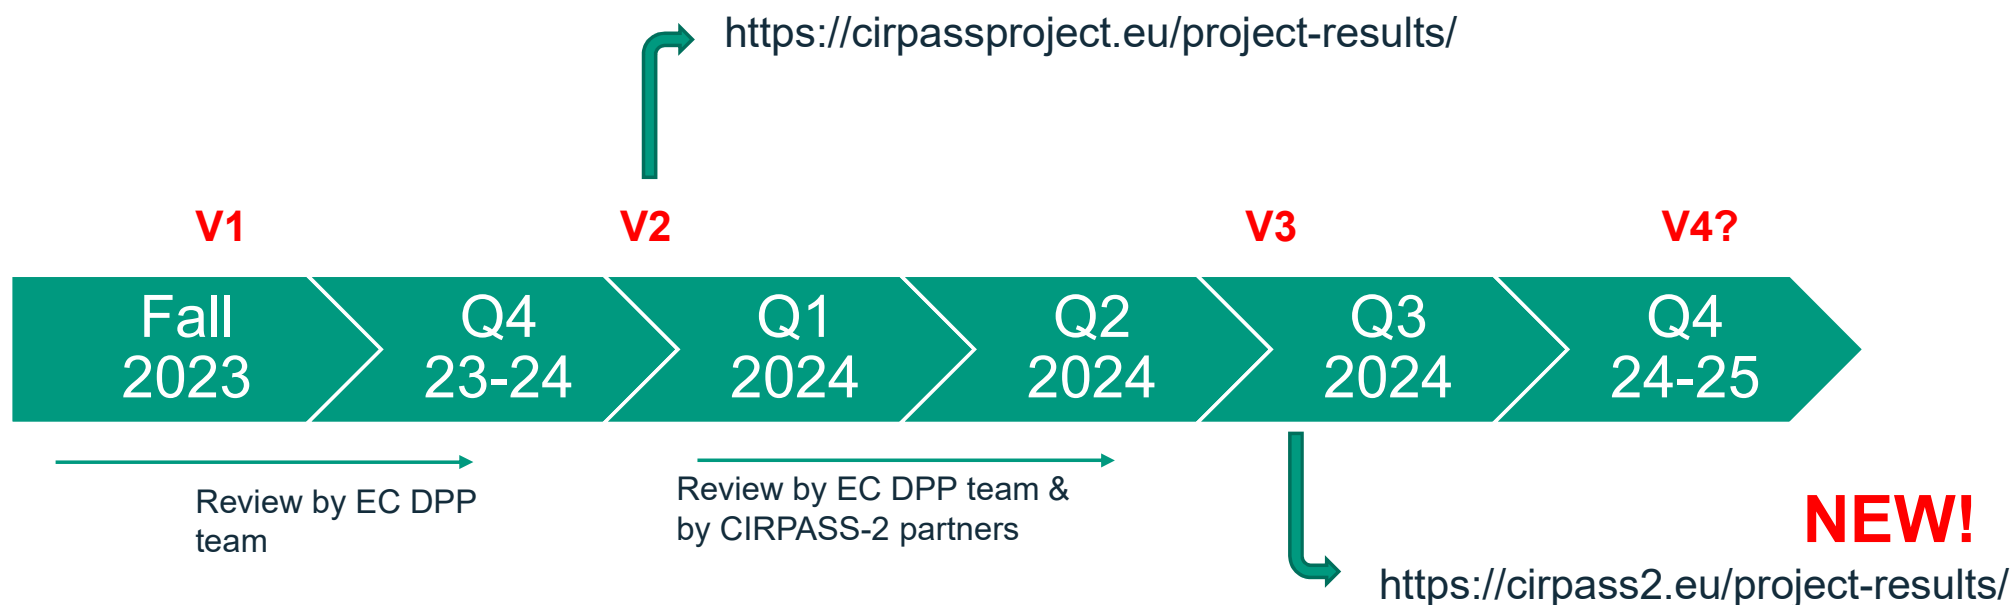 https://cirpassproject.eu/project-results/
V1
V2
V3
V4?
Fall
2023
Q4
23-24
Q1
2024
Q2
2024
Q3
2024
Q4
24-25
Review by EC DPP
team
Review by EC DPP team &
by CIRPASS-2 partners
NEW!
https://cirpass2.eu/project-results/